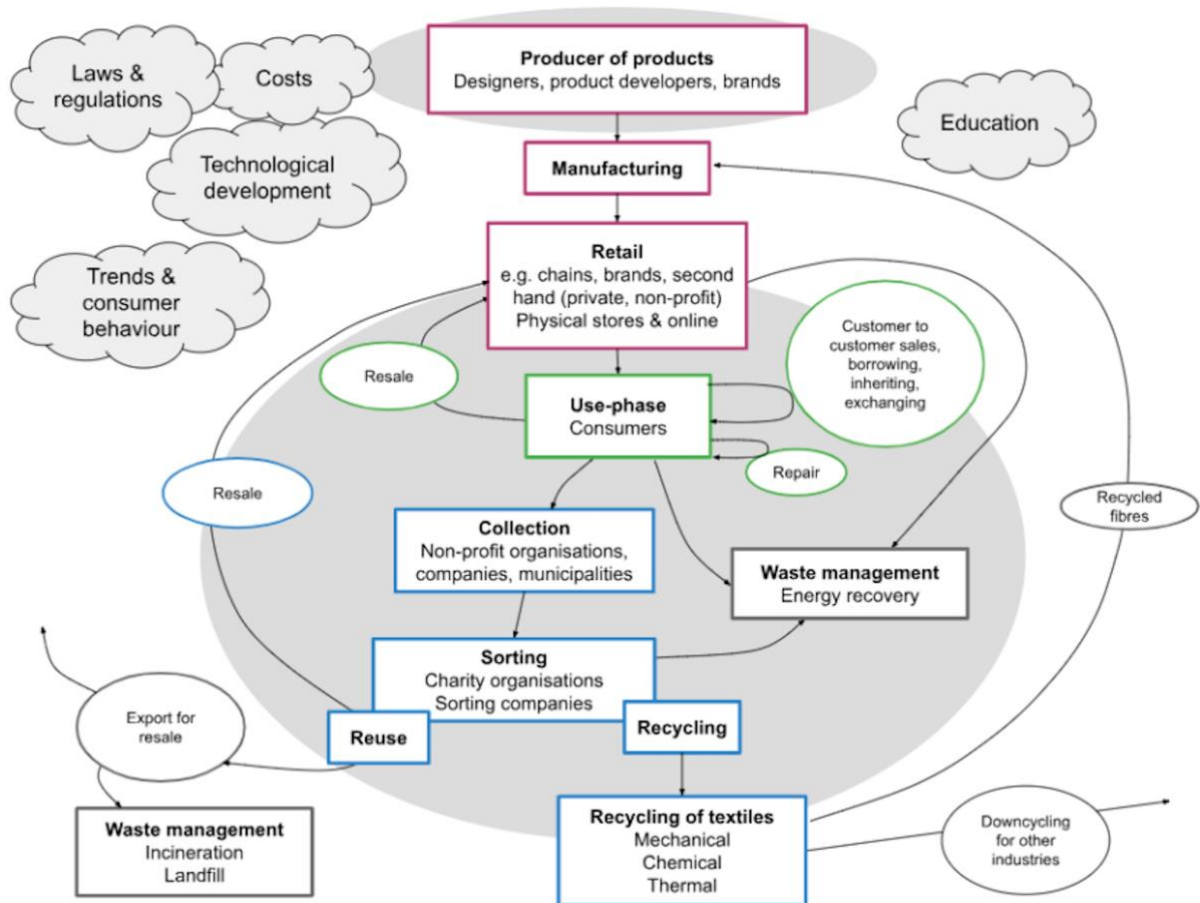 Laws &
regulations
Costs
Technological
development
Trends &
consumer
behaviour
Education
Producer of products
Designers, product developers, brands
Manufacturing
Retail
e.g. chains, brands, second
hand (private, non-profit)
Physical stores & online
Customer to
customer sales,
borrowing,
inheriting,
exchanging
Resale
Use-phase
Consumers
Repair
Resale
Recycled
fibres
Collection
Non-profit organisations,
companies, municipalities
Waste management
Energy recovery
Sorting
Charity organisations
Sorting companies
Reuse
Recycling
Export for
resale
Waste management
Incineration
Landfill
Recycling of textiles
Mechanical
Chemical
Thermal
Downcycling
for other
industries